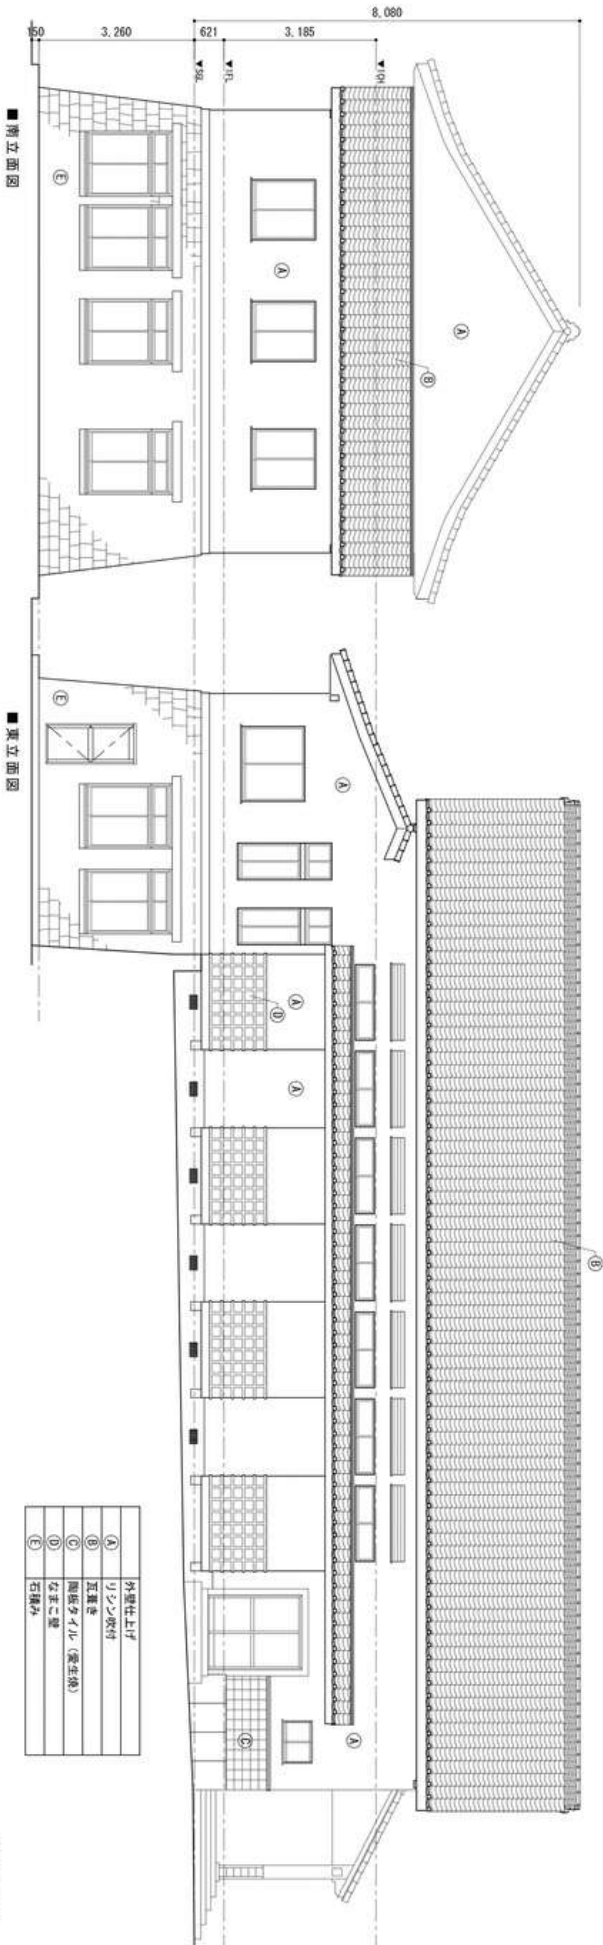 8,080
150
3,260
621
3,185
▼SGL
▼1FL
▼1CH
Ⓐ
Ⓑ
Ⓐ
Ⓔ
■南立面図
Ⓑ
Ⓐ
Ⓐ
Ⓓ
Ⓐ
Ⓐ
Ⓒ
Ⓔ
■東立面図
外壁仕上げ
Ⓐ リシン吹付
Ⓑ 瓦葺き
Ⓒ 陶板タイル（愛生焼）
Ⓓ なまこ壁
Ⓔ 石積み